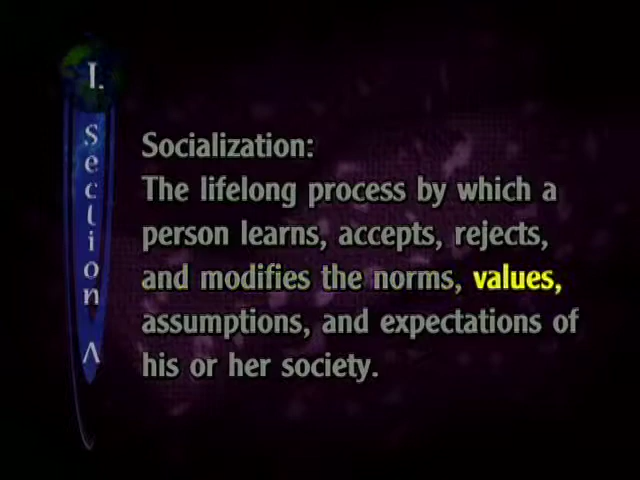 I.
Section A
Socialization:
The lifelong process by which a
person learns, accepts, rejects,
and modifies the norms, values,
assumptions, and expectations of
his or her society.